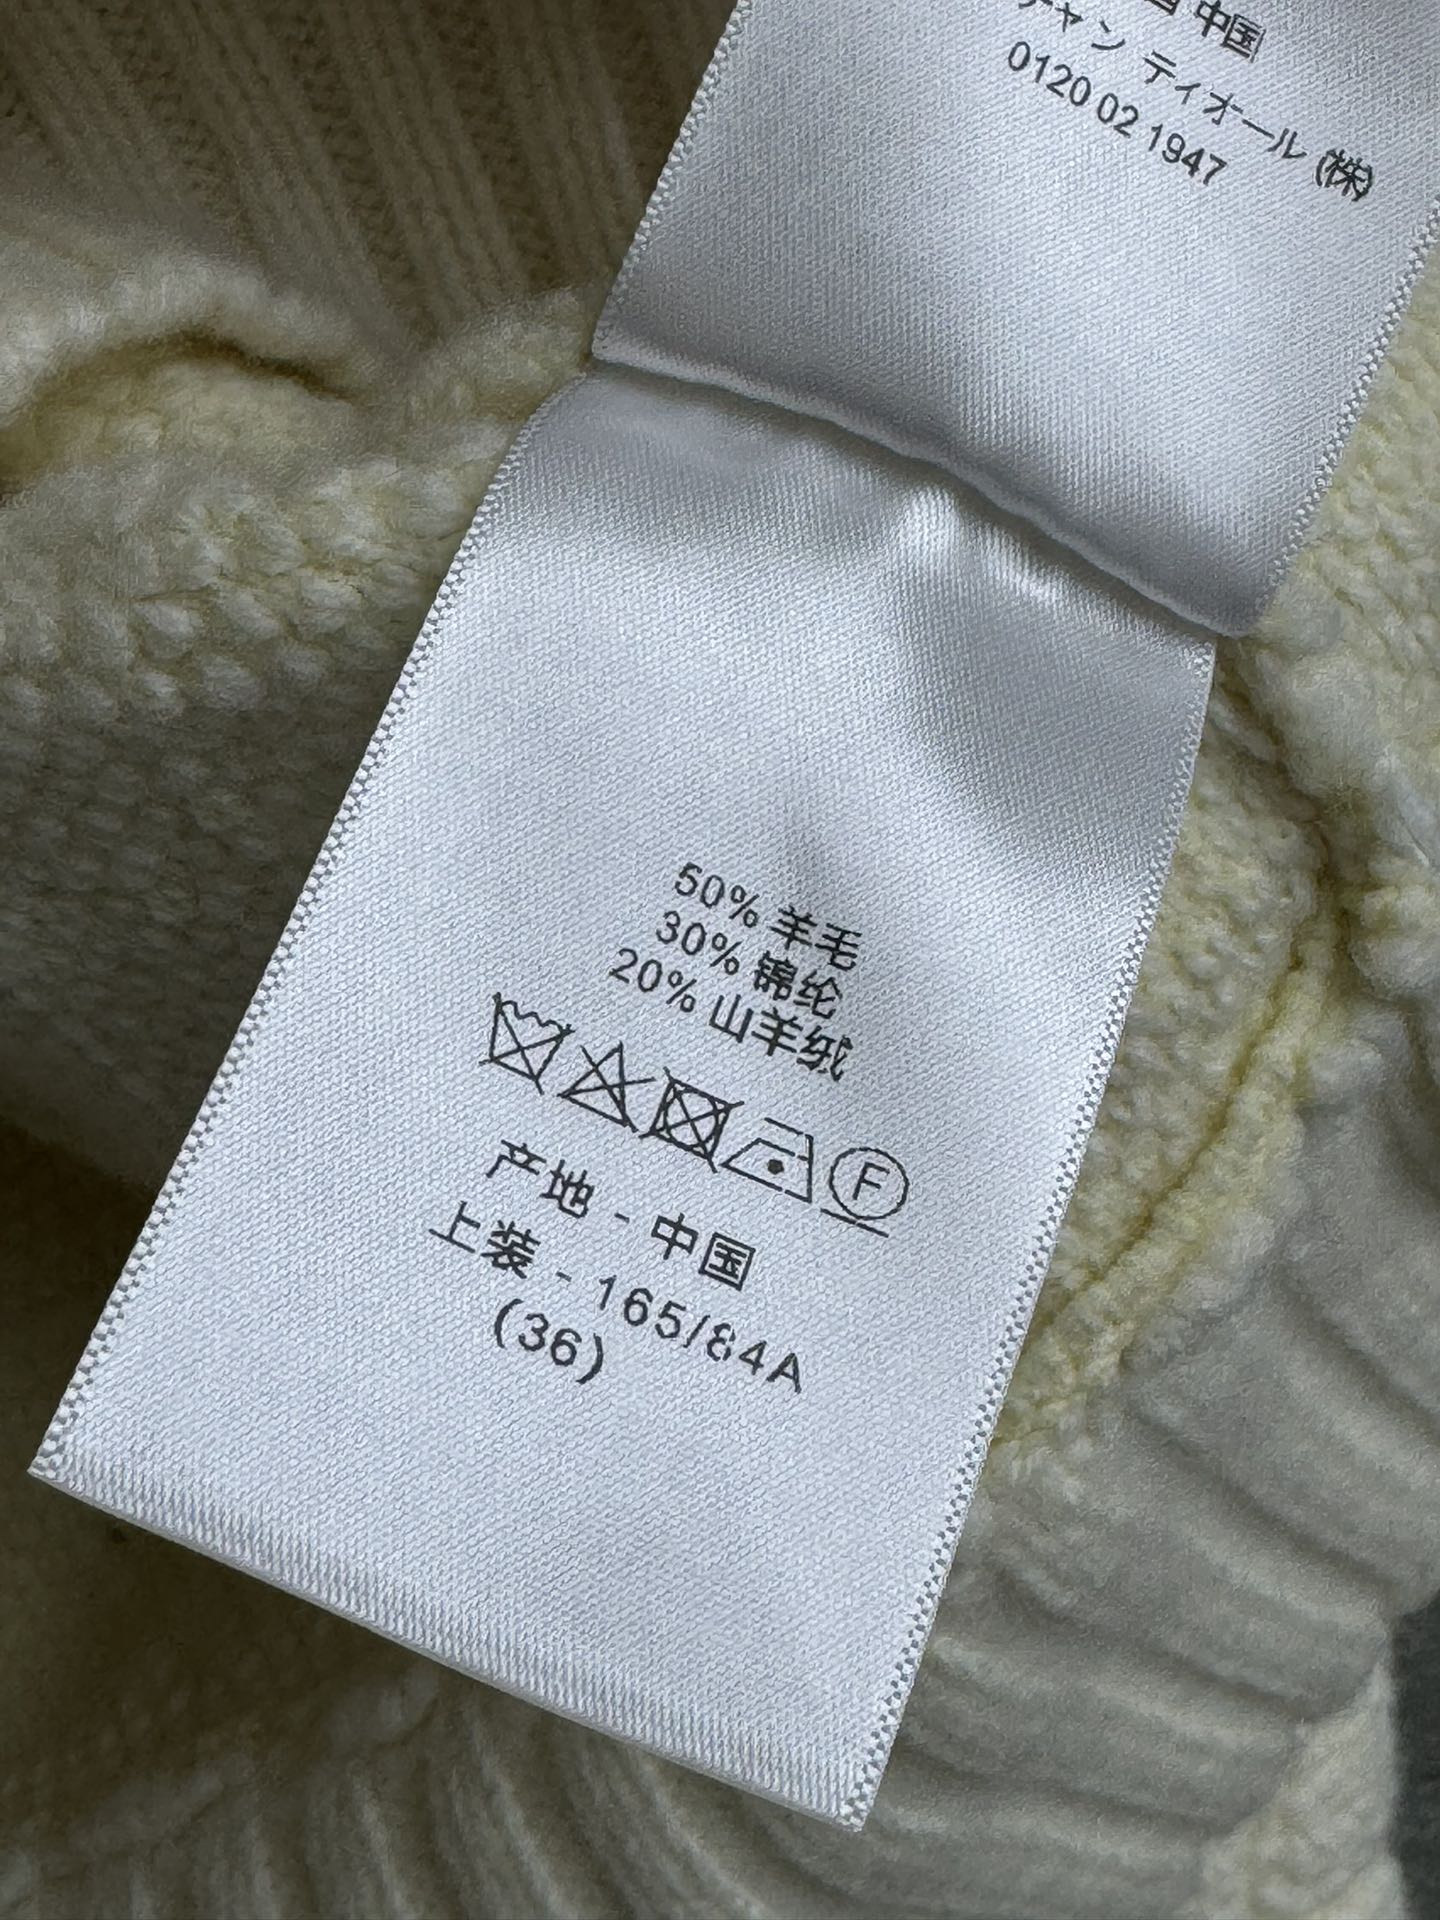 中国
ャン ティオール (株)
0120 02 1947
50% 羊毛
30% 锦纶
20% 山羊绒
F
产地 - 中国
上装 - 165/84A
(36)